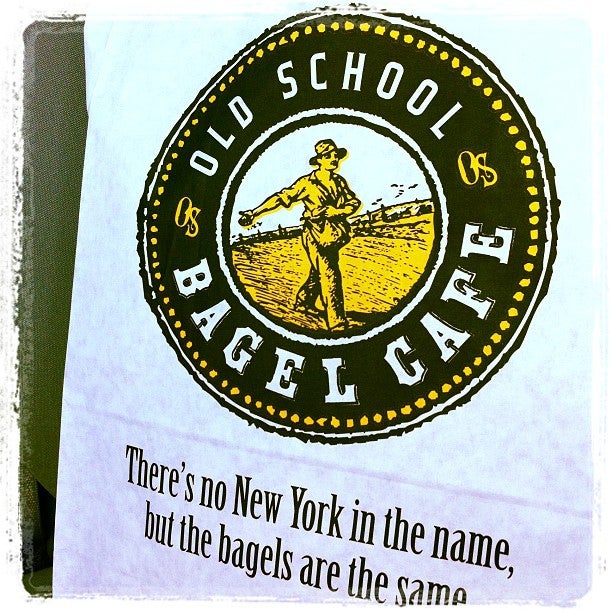 OLD SCHOOL
OS
OS
BAGEL CAFE
There's no New York in the name,
but the bagels are the same